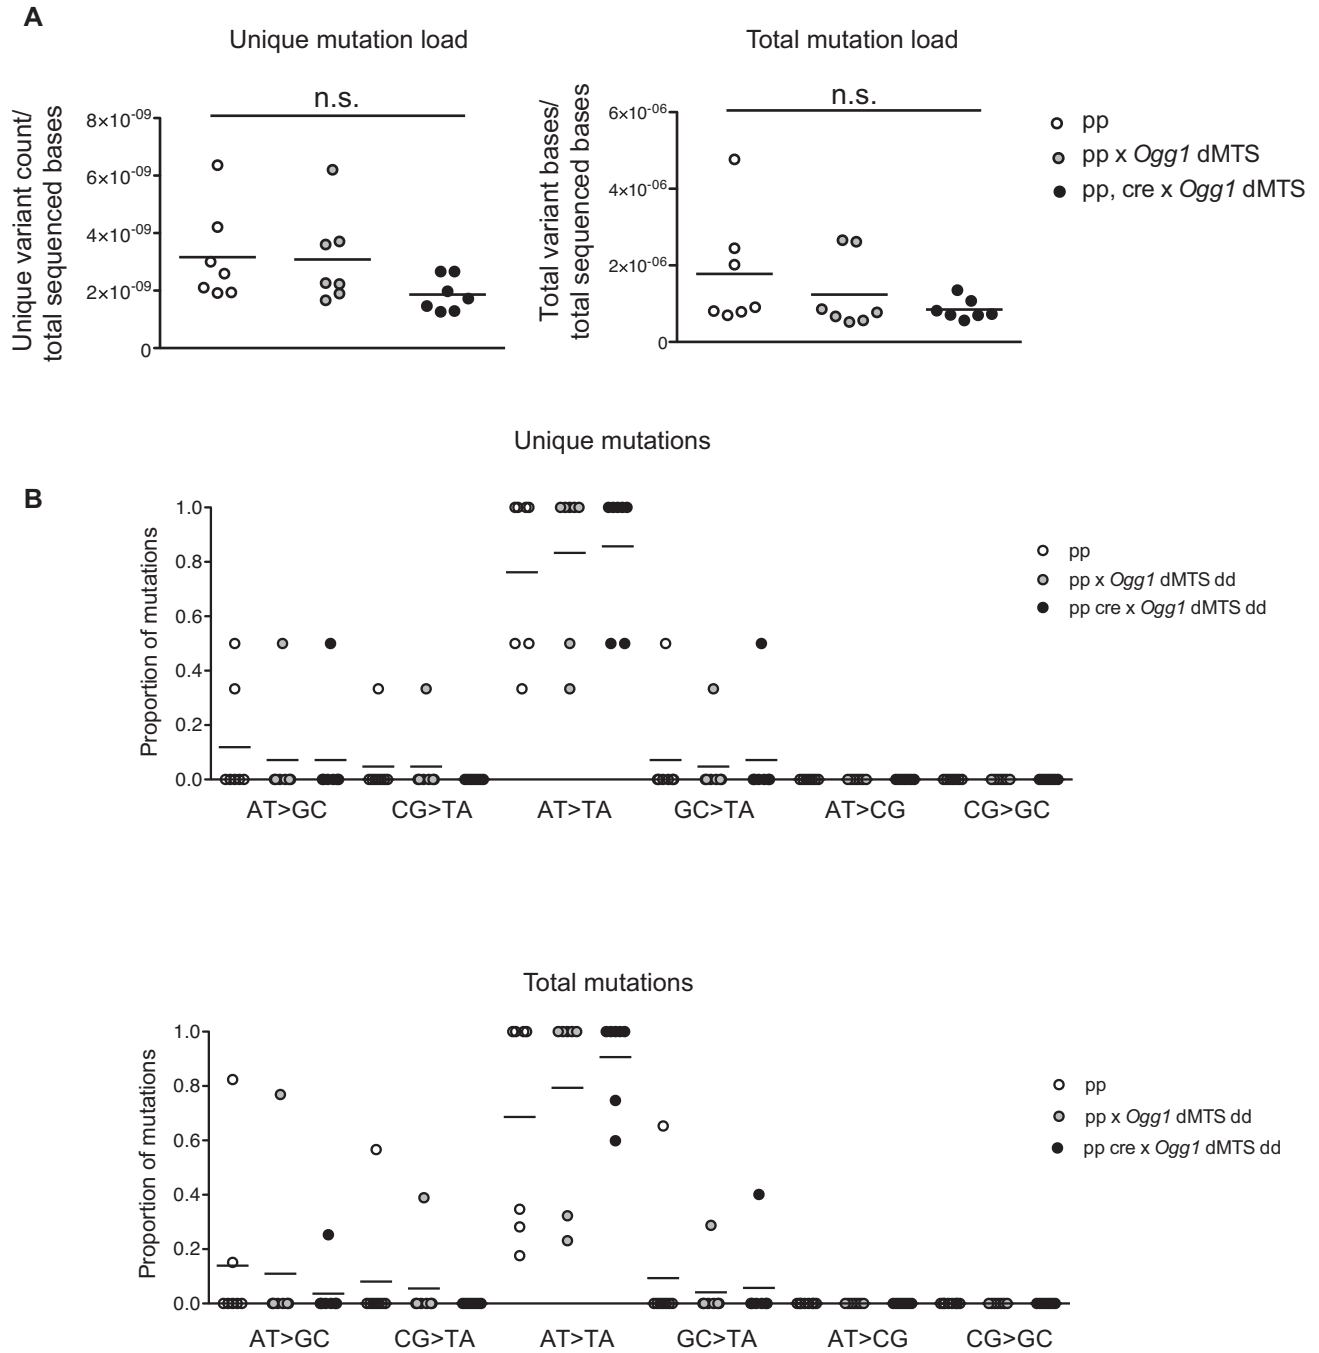 A
Unique mutation load
Total mutation load
Unique variant count/
total sequenced bases
8×10-09
6×10-09
4×10-09
2×10-09
0
n.s.
Total variant bases/
total sequenced bases
6×10-06
4×10-06
2×10-06
0
n.s.
pp
pp x Ogg1 dMTS
pp, cre x Ogg1 dMTS
Unique mutations
B
Proportion of mutations
1.0
0.8
0.6
0.4
0.2
0.0
AT>GC CG>TA AT>TA GC>TA AT>CG CG>GC
pp
pp x Ogg1 dMTS dd
pp cre x Ogg1 dMTS dd
Total mutations
Proportion of mutations
1.0
0.8
0.6
0.4
0.2
0.0
AT>GC CG>TA AT>TA GC>TA AT>CG CG>GC
pp
pp x Ogg1 dMTS dd
pp cre x Ogg1 dMTS dd